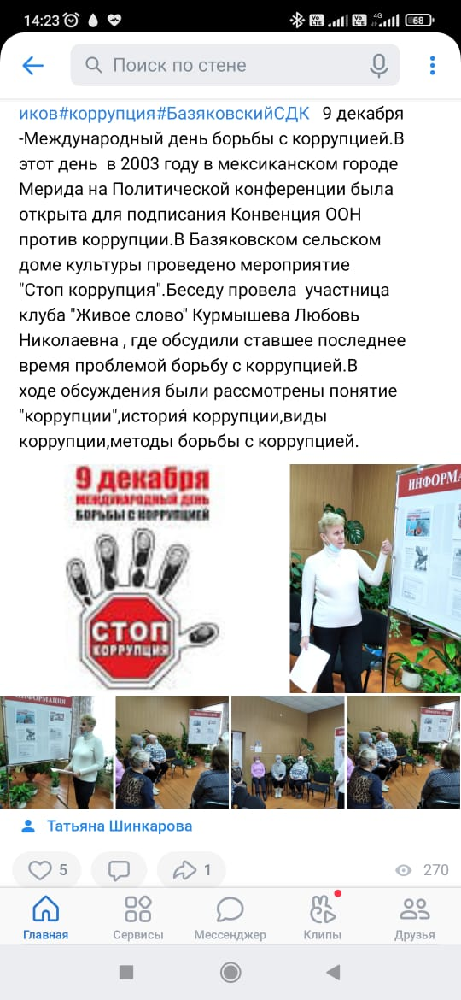 14:23
4G
68
Поиск по стене
иков#коррупция#БазяковскийСДК   9 декабря
-Международный день борьбы с коррупцией.В
этот день  в 2003 году в мексиканском городе
Мерида на Политической конференции была
открыта для подписания Конвенция ООН
против коррупции.В Базяковском сельском
доме культуры проведено мероприятие
"Стоп коррупция".Беседу провела  участница
клуба "Живое слово" Курмышева Любовь
Николаевна , где обсудили ставшее последнее
время проблемой борьбу с коррупцией.В
ходе обсуждения были рассмотрены понятие
"коррупции",история́ коррупции,виды
коррупции,методы борьбы с коррупцией.
9 декабря
МЕЖДУНАРОДНЫЙ ДЕНЬ
БОРЬБЫ С КОРРУПЦИЕЙ
СТОП
КОРРУПЦИЯ
ИНФОРМА
ИНФОРМАЦИЯ
Татьяна Шинкарова
5
1
270
Главная
Сервисы
Мессенджер
Клипы
Друзья